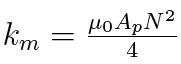 $k_m = \frac{\mu_0 A_p N^2}{4}$